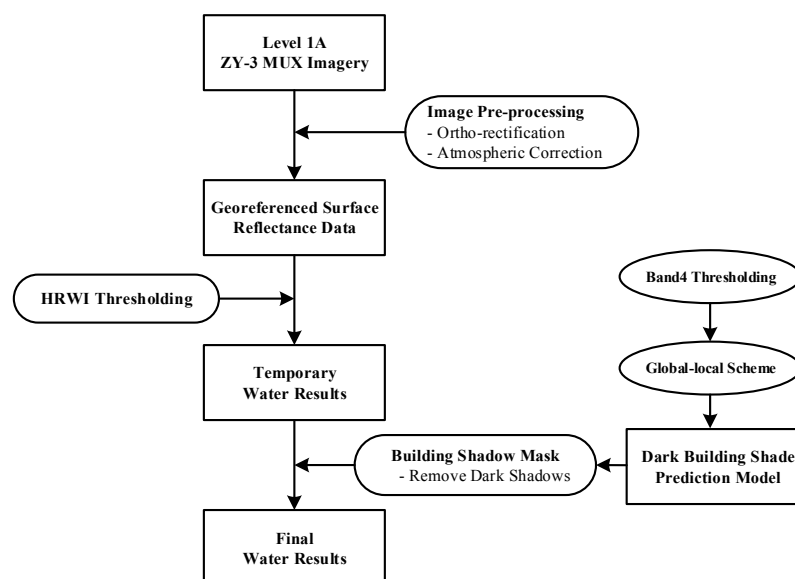 Level 1A
ZY-3 MUX Imagery
Image Pre-processing
- Ortho-rectification
- Atmospheric Correction
Georeferenced Surface
Reflectance Data
HRWI Thresholding
Band4 Thresholding
Global-local Scheme
Temporary
Water Results
Building Shadow Mask
- Remove Dark Shadows
Dark Building Shade
Prediction Model
Final
Water Results